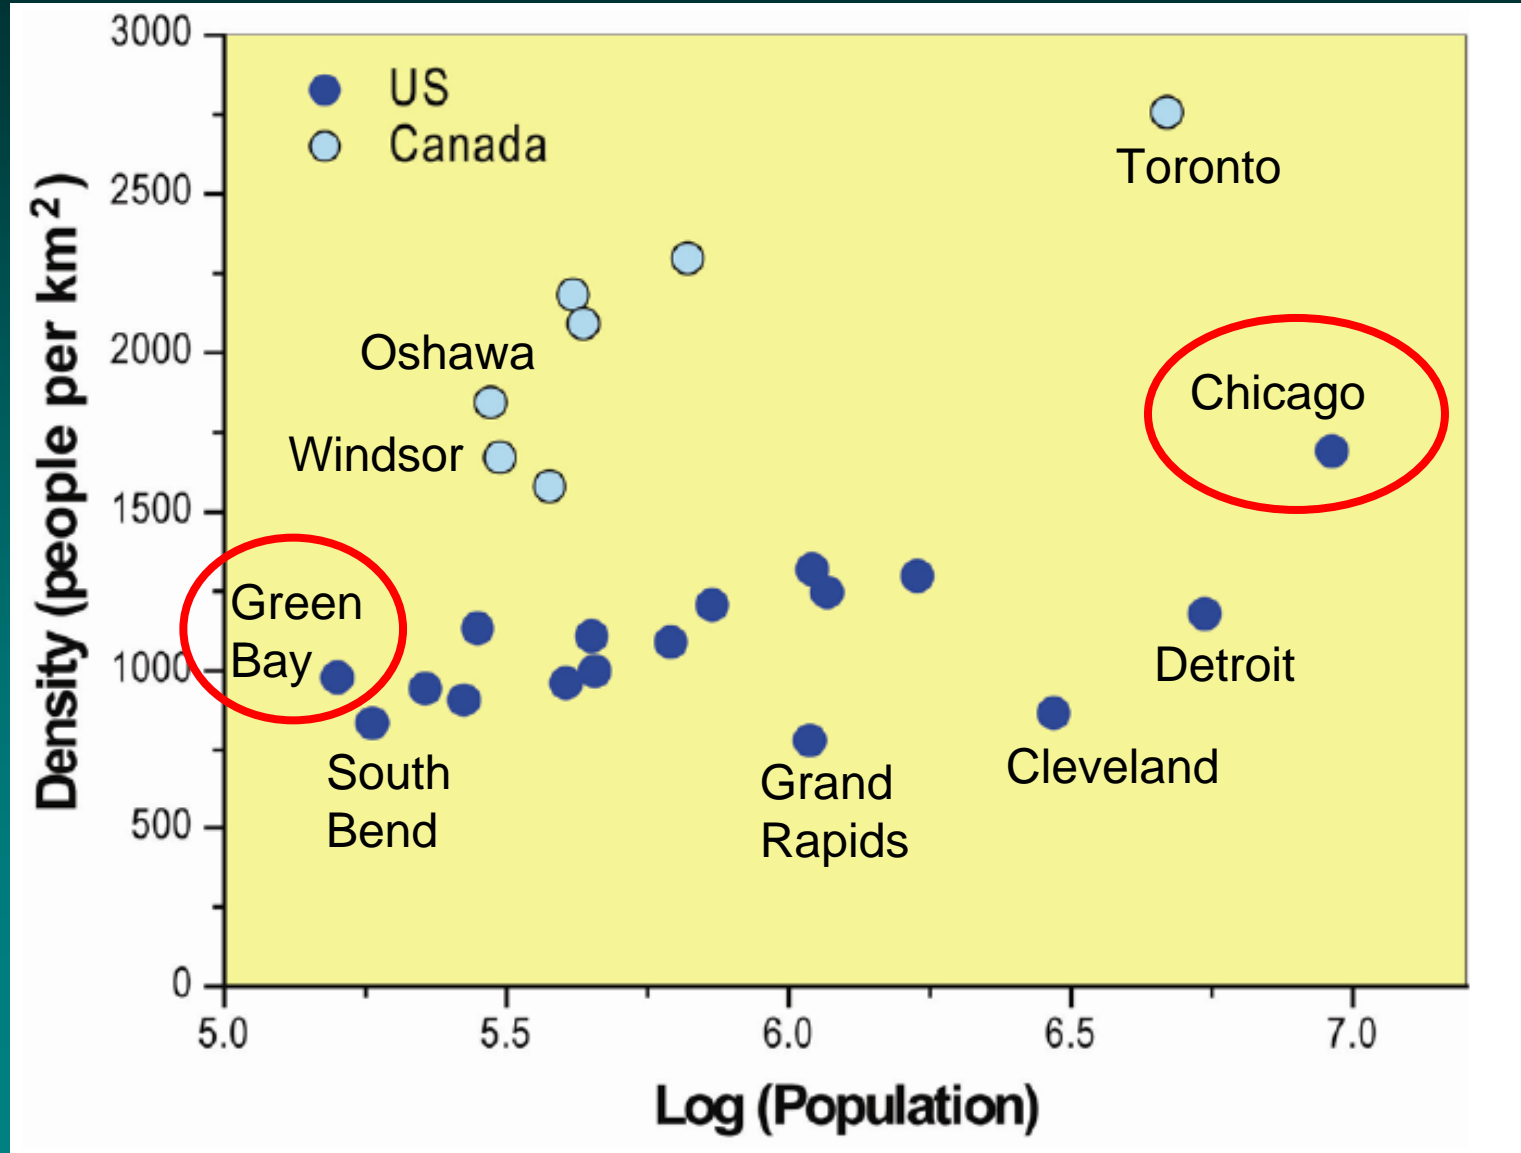 3000
US
Canada
Toronto
2500
Oshawa
2000
Chicago
Windsor
1500
Green
Bay
1000
Detroit
South
Bend
Grand
Rapids
Cleveland
500
0
5.0
5.5
6.0
6.5
7.0
Density (people per km²)
Log (Population)